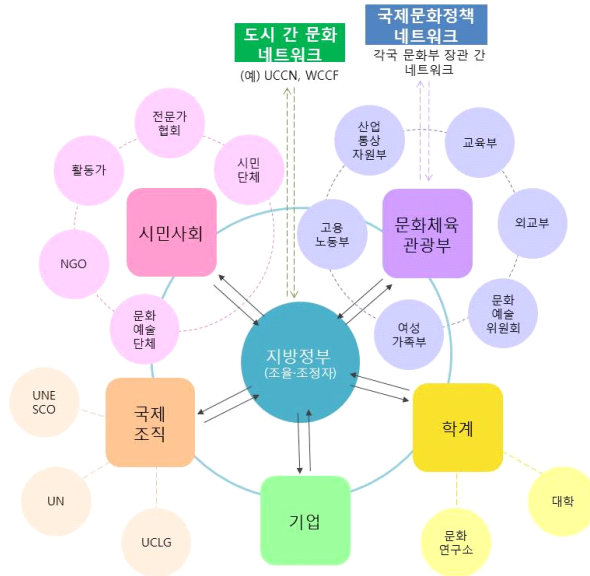 도시 간 문화
네트워크
(예) UCCN, WCCF
국제문화정책
네트워크
각국 문화부 장관 간
네트워크
전문가
협회
활동가
시민
단체
NGO
문화
예술
단체
시민사회
산업
통상
자원부
교육부
고용
노동부
외교부
여성
가족부
문화
예술
위원회
문화체육
관광부
지방정부
(조율·조정자)
UNE
SCO
국제
조직
UN
UCLG
기업
학계
문화
연구소
대학